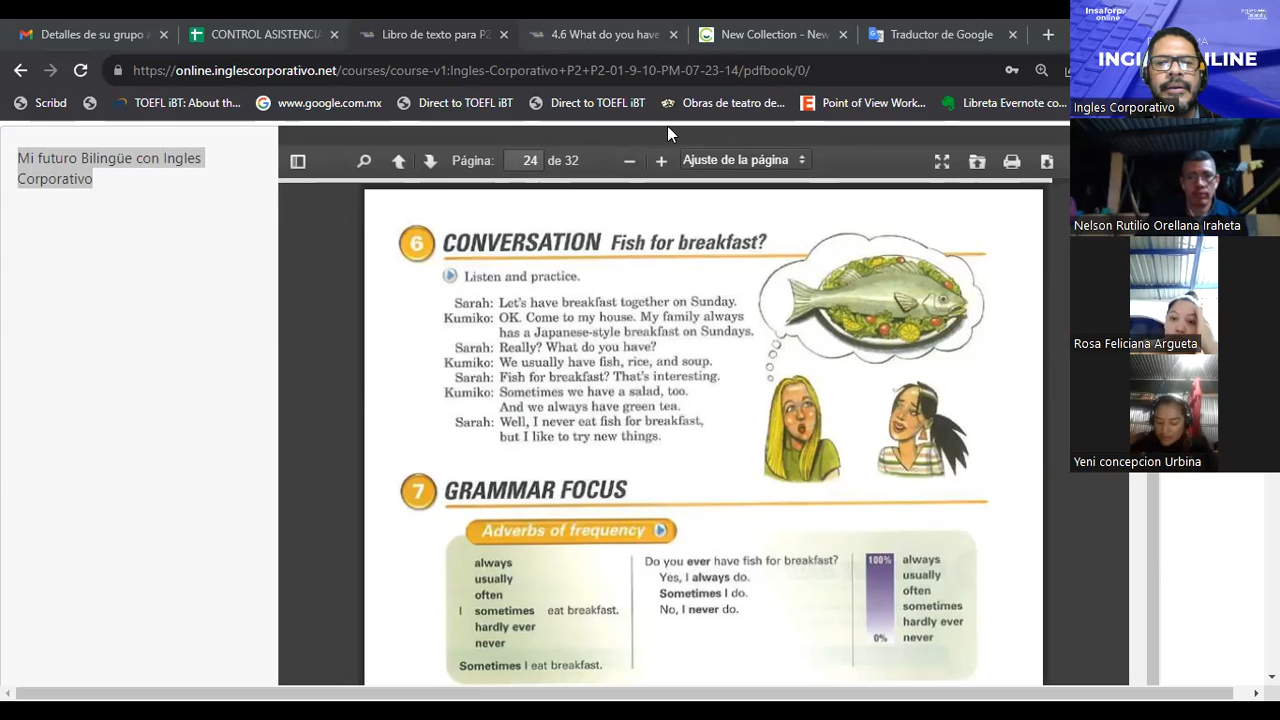 Detalles de su grupo A
CONTROL ASISTENCIA
Libro de texto para P2
4.6 What do you have
New Collection - New
Traductor de Google
https://online.inglescorporativo.net/courses/course-v1:Ingles-Corporativo+P2+P2-01-9-10-PM-07-23-14/pdfbook/0/
Scribd
TOEFL iBT: About th...
www.google.com.mx
Direct to TOEFL iBT
Direct to TOEFL iBT
Obras de teatro de...
Point of View Work...
Libreta Evernote co...
Mi futuro Bilingüe con Ingles
Corporativo
Página: 24 de 32
Ajuste de la página
6 CONVERSATION Fish for breakfast?
Listen and practice.
Sarah: Let's have breakfast together on Sunday.
Kumiko: OK. Come to my house. My family always
has a Japanese-style breakfast on Sundays.
Sarah: Really? What do you have?
Kumiko: We usually have fish, rice, and soup.
Sarah: Fish for breakfast? That's interesting.
Kumiko: Sometimes we have a salad, too.
And we always have green tea.
Sarah: Well, I never eat fish for breakfast,
but I like to try new things.
7 GRAMMAR FOCUS
Adverbs of frequency
always
usually
often
I sometimes eat breakfast.
hardly ever
never
Sometimes I eat breakfast.
Do you ever have fish for breakfast?
Yes, I always do.
Sometimes I do.
No, I never do.
100% always
usually
often
sometimes
hardly ever
0% never
Insaforp
online
Ingles Corporativo
Nelson Rutilio Orellana Iraheta
Rosa Feliciana Argueta
Yeni concepcion Urbina